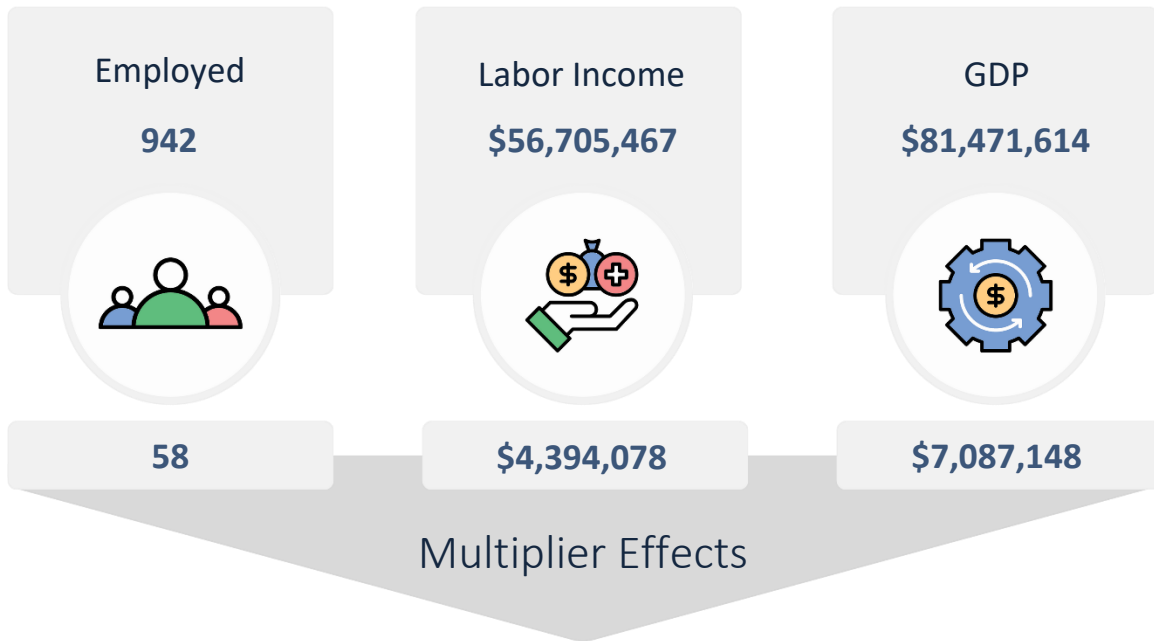 Employed
942
Labor Income
$56,705,467
GDP
$81,471,614
58
$4,394,078
$7,087,148
Multiplier Effects